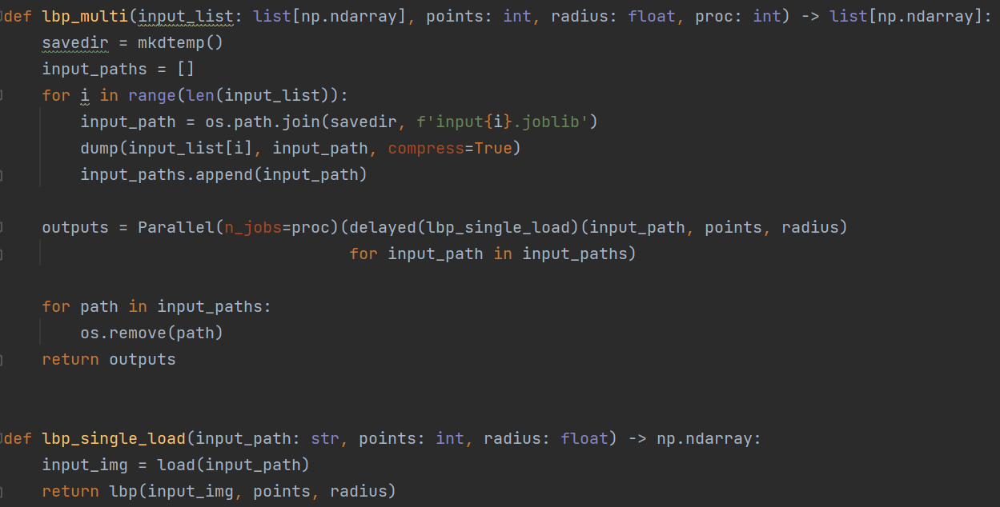 def lbp_multi(input_list: list[np.ndarray], points: int, radius: float, proc: int) -> list[np.ndarray]:
    savedir = mkdtemp()
    input_paths = []
    for i in range(len(input_list)):
        input_path = os.path.join(savedir, f'input{i}.joblib')
        dump(input_list[i], input_path, compress=True)
        input_paths.append(input_path)

    outputs = Parallel(n_jobs=proc)(delayed(lbp_single_load)(input_path, points, radius)
                                    for input_path in input_paths)

    for path in input_paths:
        os.remove(path)
    return outputs


def lbp_single_load(input_path: str, points: int, radius: float) -> np.ndarray:
    input_img = load(input_path)
    return lbp(input_img, points, radius)